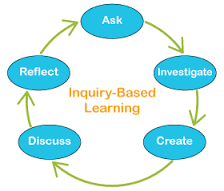 Ask
Investigate
Create
Discuss
Reflect
Inquiry-Based
Learning